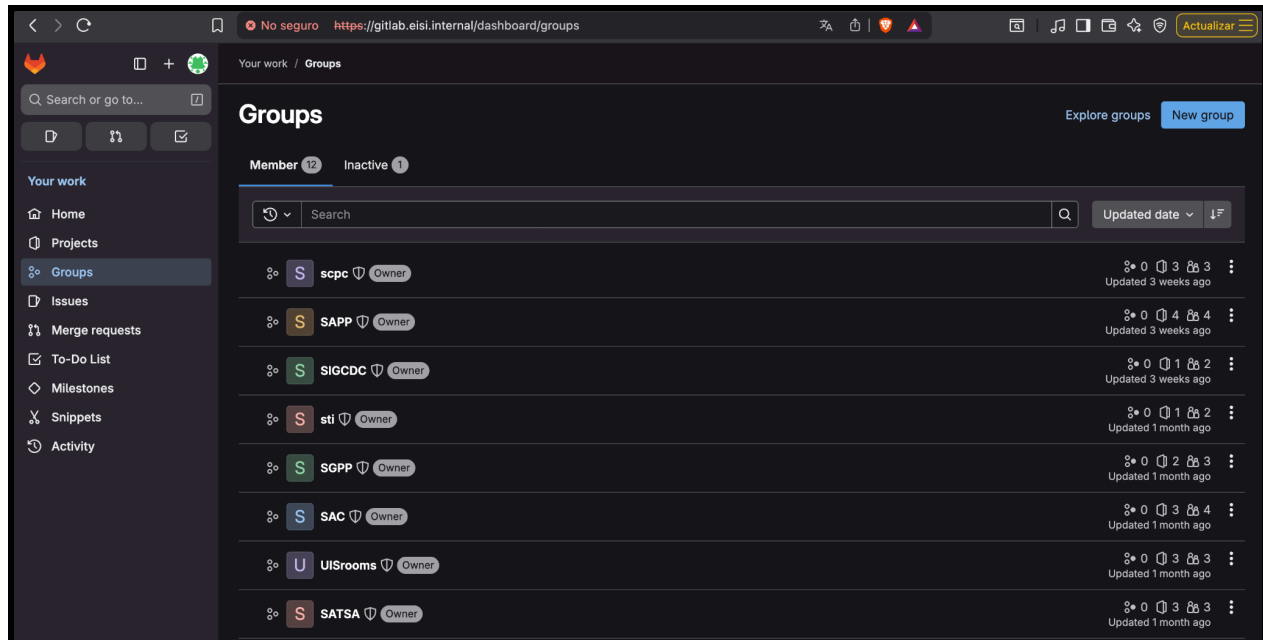 No seguro https://gitlab.eisi.internal/dashboard/groups
Actualizar
Your work / Groups
Search or go to... /
Groups
Explore groups New group
Member 12 Inactive 1
Your work
Home
Projects
Groups
Issues
Merge requests
To-Do List
Milestones
Snippets
Activity
Search
Updated date
S scpc Owner
0 3 3
Updated 3 weeks ago
S SAPP Owner
0 4 4
Updated 3 weeks ago
S SIGCDC Owner
0 1 2
Updated 3 weeks ago
S sti Owner
0 1 2
Updated 1 month ago
S SGPP Owner
0 2 3
Updated 1 month ago
S SAC Owner
0 3 4
Updated 1 month ago
U UISrooms Owner
0 3 3
Updated 1 month ago
S SATSA Owner
0 3 3
Updated 1 month ago